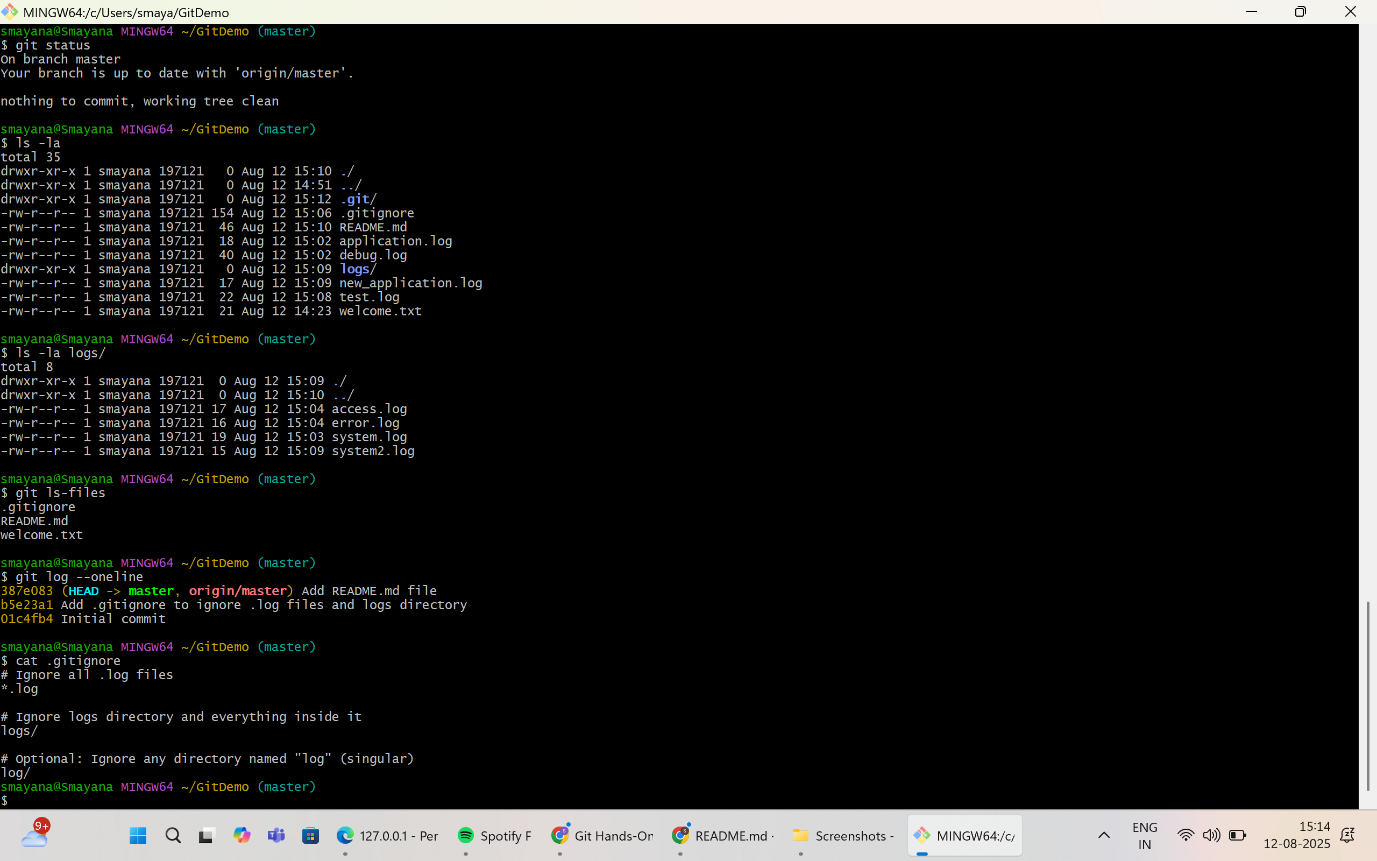 MINGW64:/c/Users/smaya/GitDemo
smayana@Smayana MINGW64 ~/GitDemo (master)
$ git status
On branch master
Your branch is up to date with 'origin/master'.
nothing to commit, working tree clean
smayana@Smayana MINGW64 ~/GitDemo (master)
$ ls -la
total 35
drwxr-xr-x 1 smayana 197121   0 Aug 12 15:10 ./
drwxr-xr-x 1 smayana 197121   0 Aug 12 14:51 ../
drwxr-xr-x 1 smayana 197121   0 Aug 12 15:12 .git/
-rw-r--r-- 1 smayana 197121 154 Aug 12 15:06 .gitignore
-rw-r--r-- 1 smayana 197121  46 Aug 12 15:10 README.md
-rw-r--r-- 1 smayana 197121  18 Aug 12 15:02 application.log
-rw-r--r-- 1 smayana 197121  40 Aug 12 15:02 debug.log
drwxr-xr-x 1 smayana 197121   0 Aug 12 15:09 logs/
-rw-r--r-- 1 smayana 197121  17 Aug 12 15:09 new_application.log
-rw-r--r-- 1 smayana 197121  22 Aug 12 15:08 test.log
-rw-r--r-- 1 smayana 197121  21 Aug 12 14:23 welcome.txt
smayana@Smayana MINGW64 ~/GitDemo (master)
$ ls -la logs/
total 8
drwxr-xr-x 1 smayana 197121  0 Aug 12 15:09 ./
drwxr-xr-x 1 smayana 197121  0 Aug 12 15:10 ../
-rw-r--r-- 1 smayana 197121 17 Aug 12 15:04 access.log
-rw-r--r-- 1 smayana 197121 16 Aug 12 15:04 error.log
-rw-r--r-- 1 smayana 197121 19 Aug 12 15:03 system.log
-rw-r--r-- 1 smayana 197121 15 Aug 12 15:09 system2.log
smayana@Smayana MINGW64 ~/GitDemo (master)
$ git ls-files
.gitignore
README.md
welcome.txt
smayana@Smayana MINGW64 ~/GitDemo (master)
$ git log --oneline
387e083 (HEAD -> master, origin/master) Add README.md file
b5e23a1 Add .gitignore to ignore .log files and logs directory
01c4fb4 Initial commit
smayana@Smayana MINGW64 ~/GitDemo (master)
$ cat .gitignore
# Ignore all .log files
*.log
# Ignore logs directory and everything inside it
logs/
# Optional: Ignore any directory named "log" (singular)
log/
smayana@Smayana MINGW64 ~/GitDemo (master)
$
9+
127.0.0.1 - Per
Spotify F
Git Hands-On
README.md ·
Screenshots -
MINGW64:/c/
ENG
IN
15:14
12-08-2025